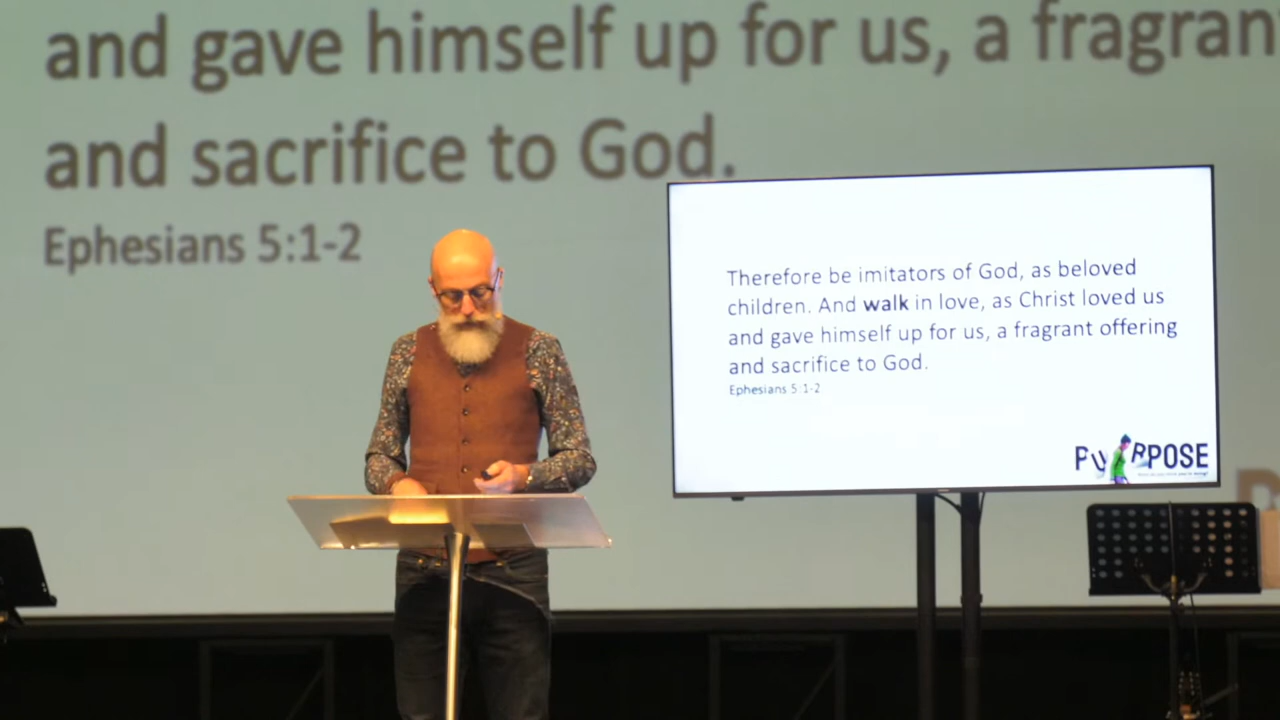 and gave himself up for us, a fragran
and sacrifice to God.
Ephesians 5:1-2
Therefore be imitators of God, as beloved
children. And walk in love, as Christ loved us
and gave himself up for us, a fragrant offering
and sacrifice to God.
Ephesians 5:1-2
PURPOSE